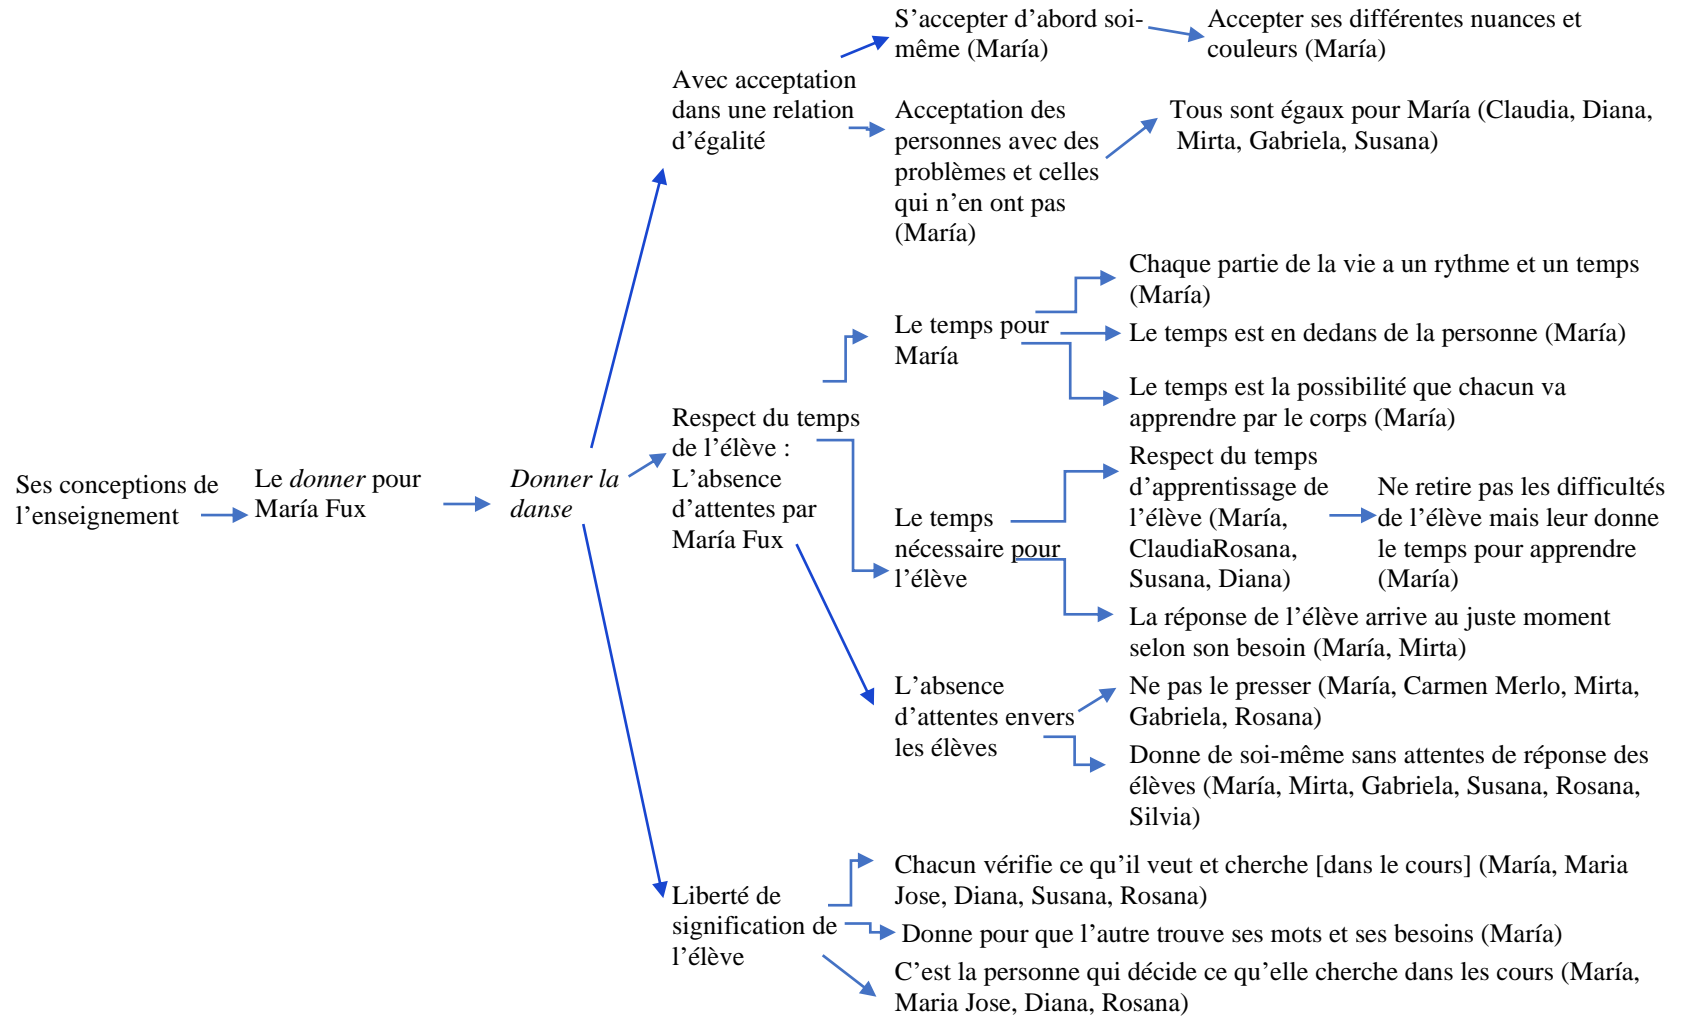 S’accepter d’abord soi-
même (María)
Accepter ses différentes nuances et
couleurs (María)
Avec acceptation
dans une relation
d’égalité
Acceptation des
personnes avec des
problèmes et celles
qui n’en ont pas
(María)
Tous sont égaux pour María (Claudia, Diana,
Mirta, Gabriela, Susana)
Chaque partie de la vie a un rythme et un temps
(María)
Le temps pour
María
Le temps est en dedans de la personne (María)
Le temps est la possibilité que chacun va
apprendre par le corps (María)
Ses conceptions de
l’enseignement
Le donner pour
María Fux
Donner la
danse
Respect du temps
de l’élève :
L’absence
d’attentes par
María Fux
Le temps
nécessaire pour
l’élève
Respect du temps
d’apprentissage de
l’élève (María,
ClaudiaRosana,
Susana, Diana)
Ne retire pas les difficultés
de l’élève mais leur donne
le temps pour apprendre
(María)
La réponse de l’élève arrive au juste moment
selon son besoin (María, Mirta)
L’absence
d’attentes envers
les élèves
Ne pas le presser (María, Carmen Merlo, Mirta,
Gabriela, Rosana)
Donne de soi-même sans attentes de réponse des
élèves (María, Mirta, Gabriela, Susana, Rosana,
Silvia)
Liberté de
signification de
l’élève
Chacun vérifie ce qu’il veut et cherche [dans le cours] (María, Maria
Jose, Diana, Susana, Rosana)
Donne pour que l’autre trouve ses mots et ses besoins (María)
C’est la personne qui décide ce qu’elle cherche dans les cours (María,
Maria Jose, Diana, Rosana)